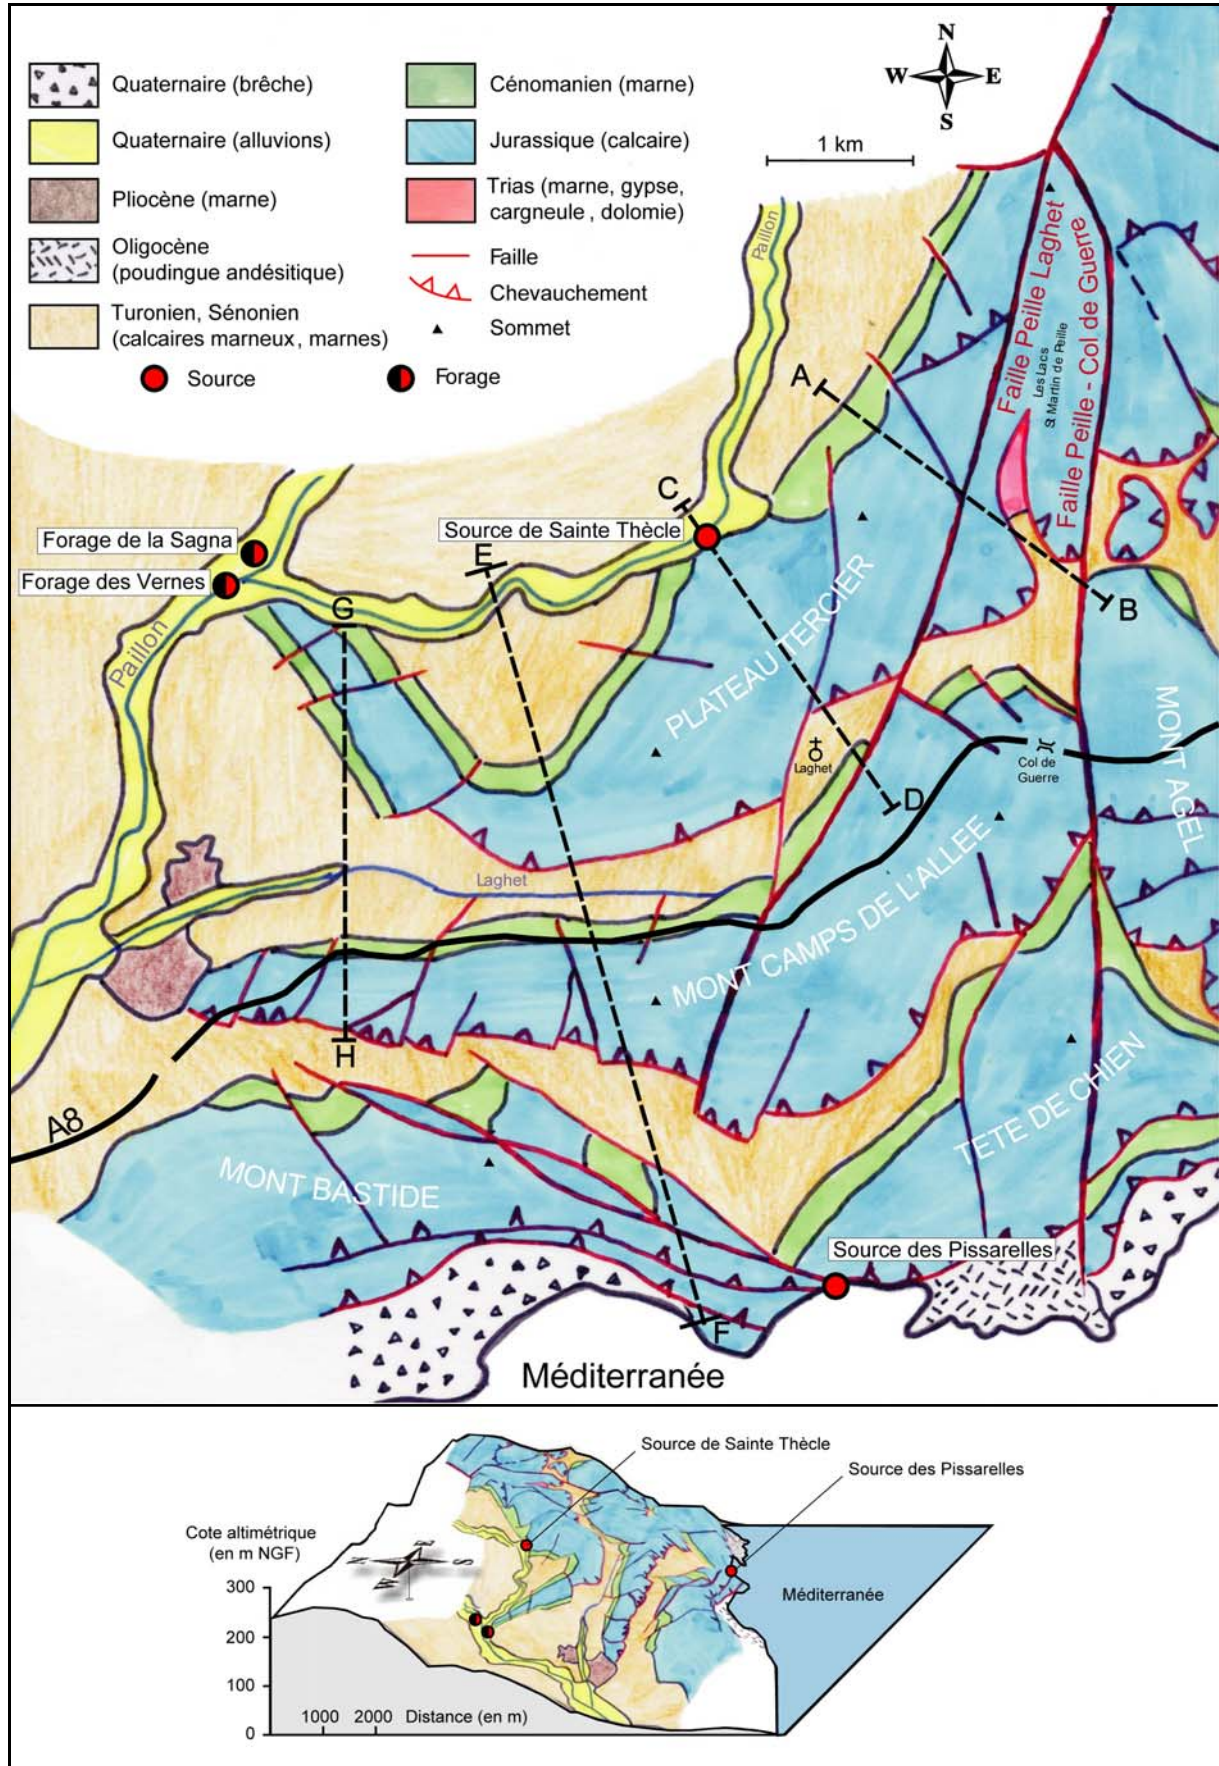 Quaternaire (brêche)
Quaternaire (alluvions)
Pliocène (marne)
Oligocène
(poudingue andésitique)
Turonien, Sénonien
(calcaires marneux, marnes)
Source
Cénomanien (marne)
Jurassique (calcaire)
Trias (marne, gypse,
cargneule, dolomie)
Faille
Chevauchement
Sommet
Forage
N
W E
S
1 km
Paillon
Faille Peille Laghet
Les Lacs
St Martin de Peille
Faille Peille - Col de Guerre
A
B
C
Source de Sainte Thècle
E
Forage de la Sagna
Forage des Vernes
G
Paillon
PLATEAU TERCIER
MONT AGEL
Laghet
Col de
Guerre
D
Laghet
MONT CAMPS DE L'ALLEE
H
A8
TETE DE CHIEN
MONT BASTIDE
Source des Pissarelles
F
Méditerranée
Source de Sainte Thècle
Source des Pissarelles
Cote altimétrique
(en m NGF)
N
E
S
W
300
200
100
0
1000 2000 Distance (en m)
Méditerranée